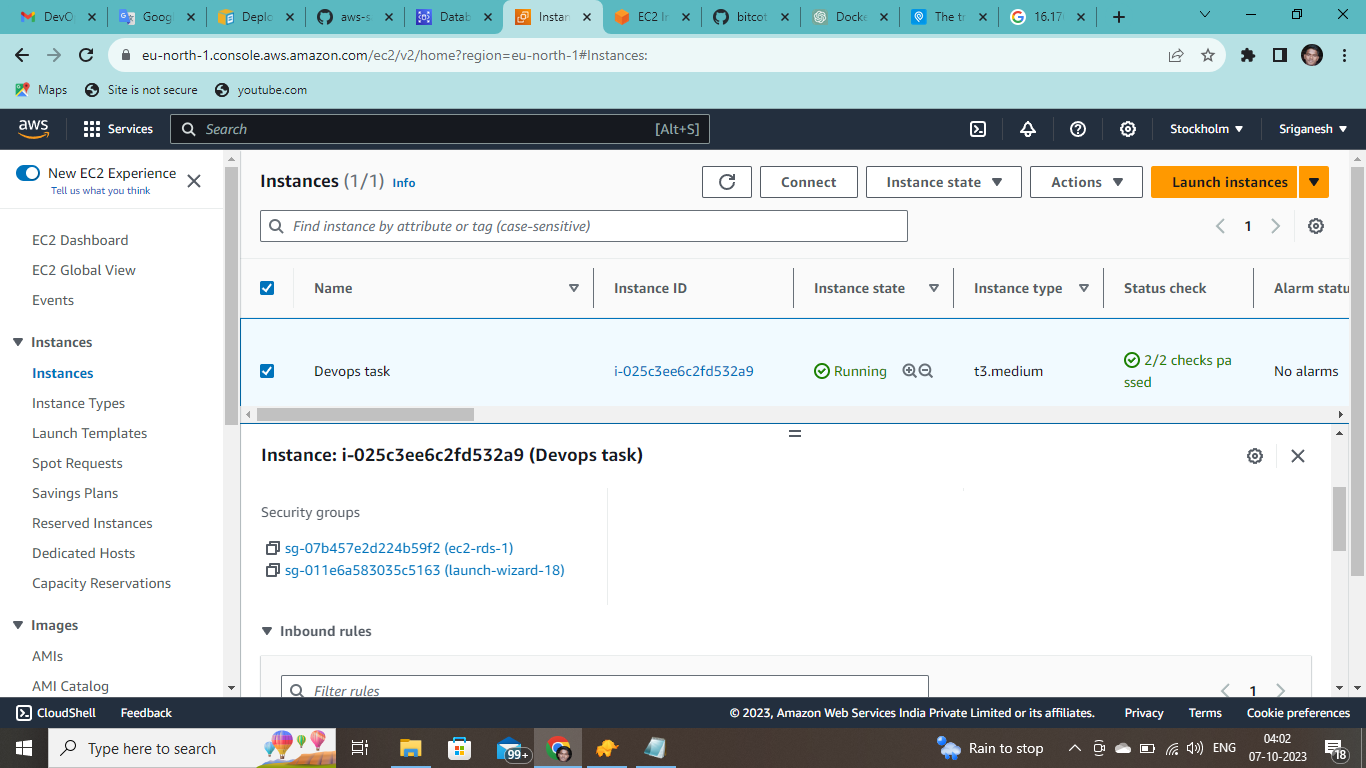 DevO
Goog
Deplo
aws-s
Datab
Instan
EC2 In
bitcot
Docke
The tr
16.17
eu-north-1.console.aws.amazon.com/ec2/v2/home?region=eu-north-1#Instances:
Maps
Site is not secure
youtube.com
aws
Services
Search
[Alt+S]
Stockholm
Sriganesh
New EC2 Experience
Tell us what you think
EC2 Dashboard
EC2 Global View
Events
Instances
Instances
Instance Types
Launch Templates
Spot Requests
Savings Plans
Reserved Instances
Dedicated Hosts
Capacity Reservations
Images
AMIs
AMI Catalog
Instances (1/1) Info
Connect
Instance state
Actions
Launch instances
Find instance by attribute or tag (case-sensitive)
1
Name
Instance ID
Instance state
Instance type
Status check
Alarm statu
Devops task
i-025c3ee6c2fd532a9
Running
t3.medium
2/2 checks pa
ssed
No alarms
Instance: i-025c3ee6c2fd532a9 (Devops task)
Security groups
sg-07b457e2d224b59f2 (ec2-rds-1)
sg-011e6a583035c5163 (launch-wizard-18)
Inbound rules
Filter rules
1
CloudShell
Feedback
© 2023, Amazon Web Services India Private Limited or its affiliates.
Privacy
Terms
Cookie preferences
Type here to search
99+
Rain to stop
ENG
04:02
07-10-2023
18